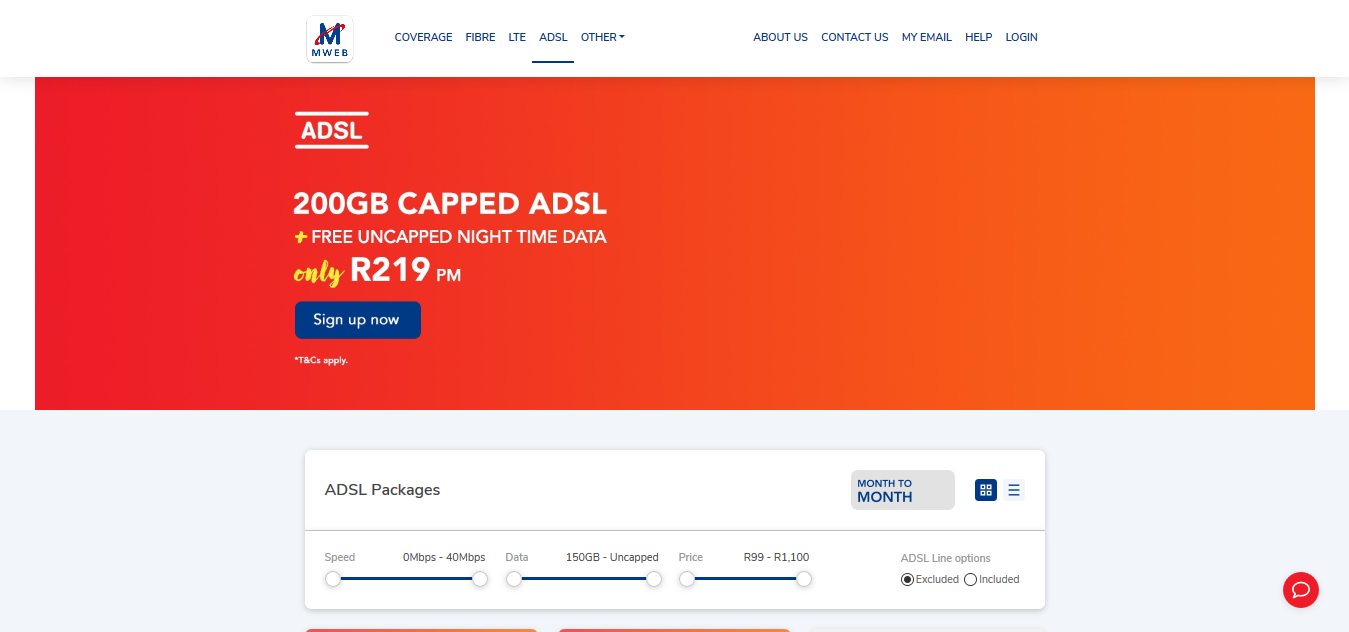 MWEB
COVERAGE FIBRE LTE ADSL OTHER ABOUT US CONTACT US MY EMAIL HELP LOGIN
ADSL
200GB CAPPED ADSL
+ FREE UNCAPPED NIGHT TIME DATA
only R219 PM
Sign up now
*T&Cs apply.
ADSL Packages
MONTH TO
MONTH
Speed 0Mbps - 40Mbps Data 150GB - Uncapped Price R99 - R1,100 ADSL Line options
Excluded Included